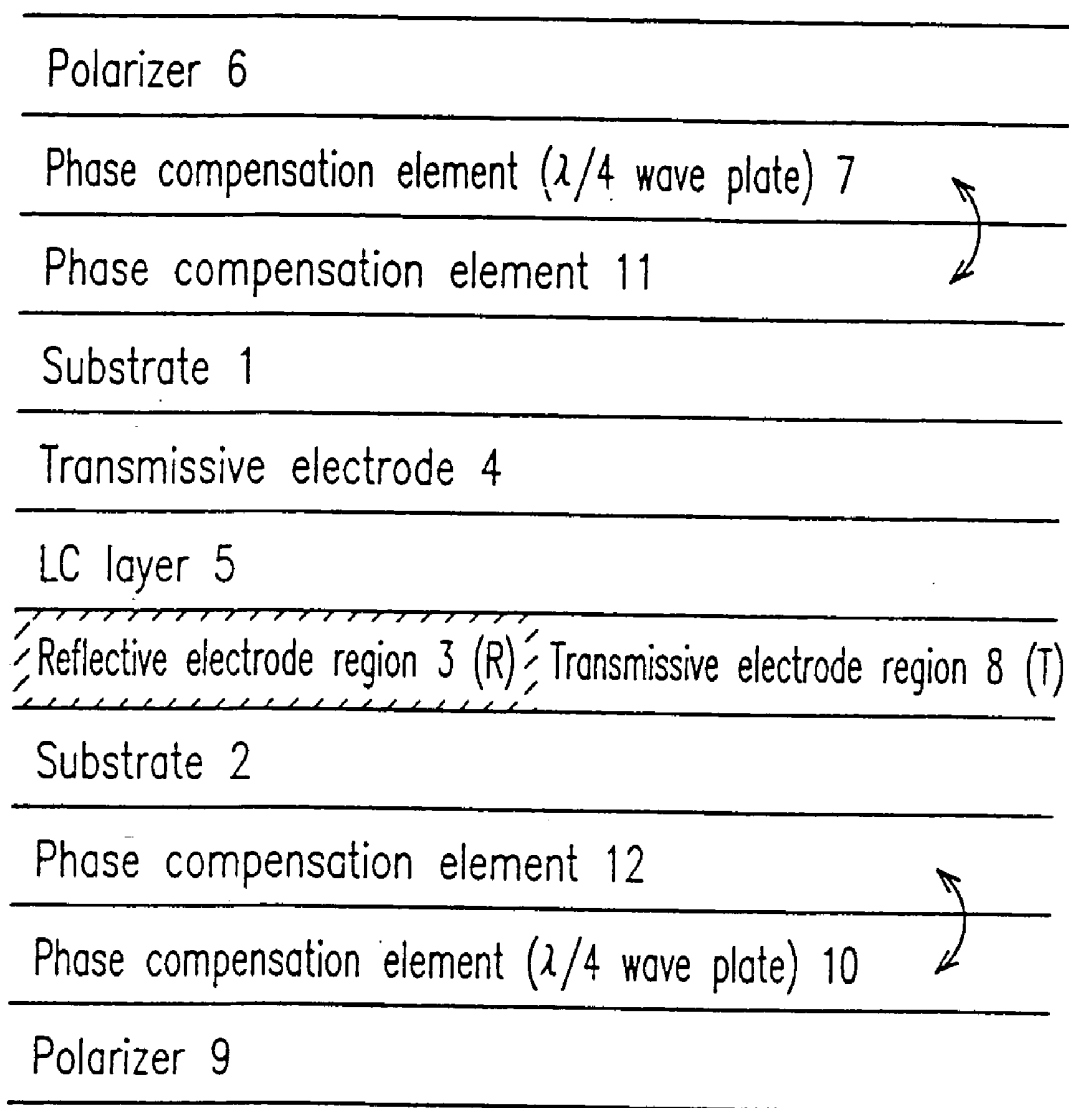 Polarizer 6
Phase compensation element (λ/4 wave plate) 7
Phase compensation element 11
Substrate 1
Transmissive electrode 4
LC layer 5
Reflective electrode region 3 (R) Transmissive electrode region 8 (T)
Substrate 2
Phase compensation element 12
Phase compensation element (λ/4 wave plate) 10
Polarizer 9